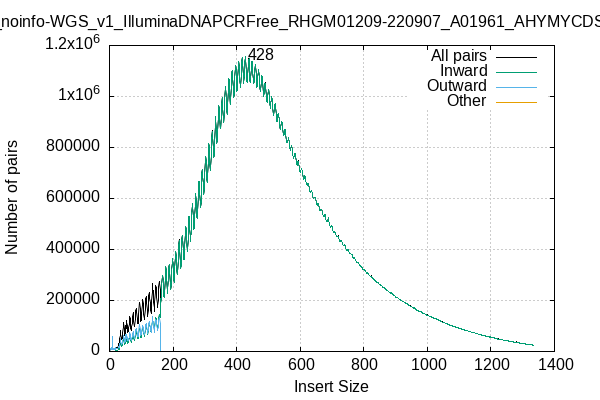 _noinfo-WGS_v1_IlluminaDNAPCRFree_RHGM01209-220907_A01961_AHYMYCDS
1.2x10^6
1x10^6
800000
600000
400000
200000
0
Number of pairs
428
All pairs
Inward
Outward
Other
0 200 400 600 800 1000 1200 1400
Insert Size